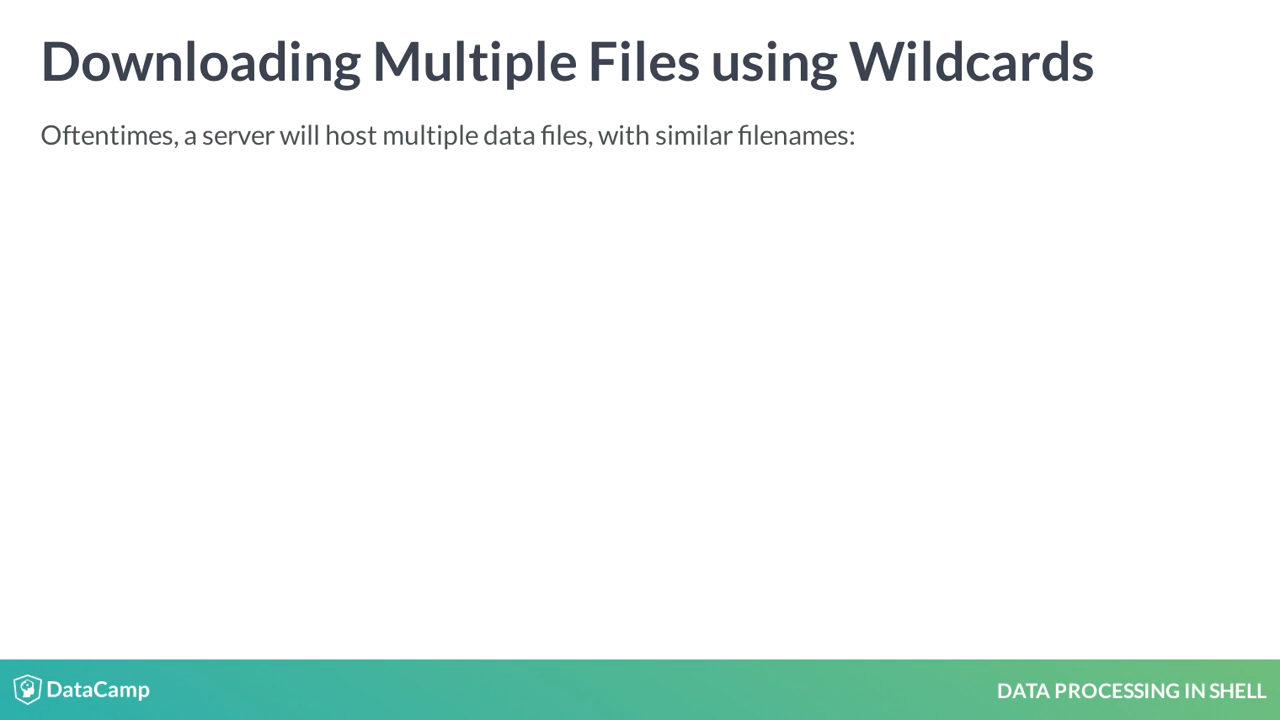 Downloading Multiple Files using Wildcards
Oftentimes, a server will host multiple data files, with similar filenames:
DataCamp
DATA PROCESSING IN SHELL